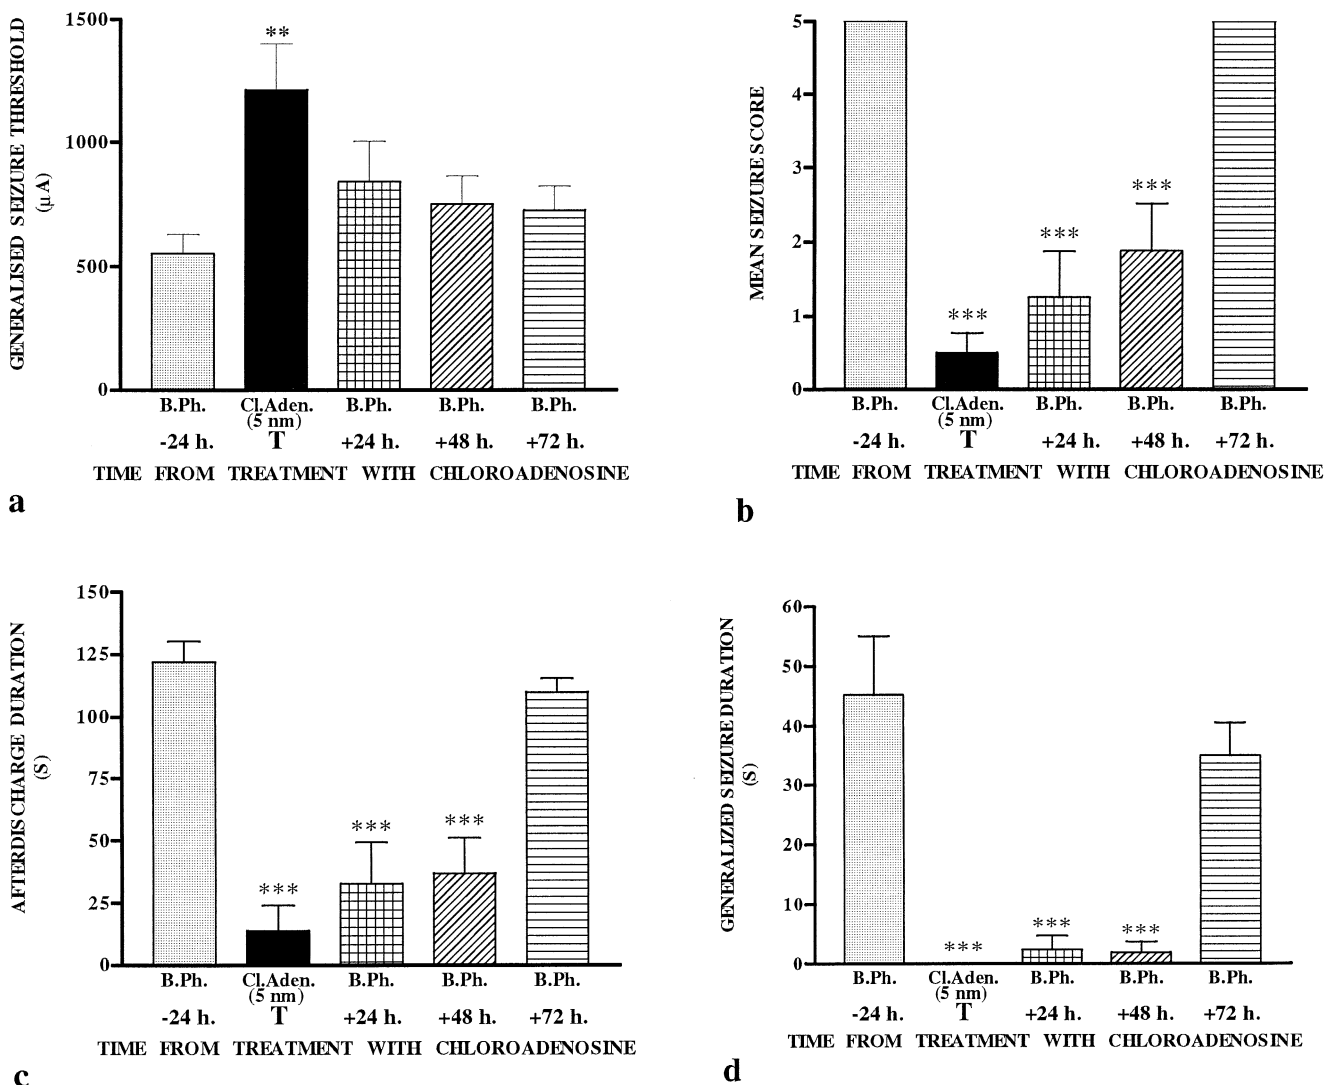 GENERALISED SEIZURE THRESHOLD
(μA)
1500
1000
500
0
**
B.Ph. Cl.Aden. B.Ph. B.Ph. B.Ph.
(5 nm)
-24 h. T +24 h. +48 h. +72 h.
TIME FROM TREATMENT WITH CHLOROADENOSINE
a
MEAN SEIZURE SCORE
5
4
3
2
1
0
***
***
***
B.Ph. Cl.Aden. B.Ph. B.Ph. B.Ph.
(5 nm)
-24 h. T +24 h. +48 h. +72 h.
TIME FROM TREATMENT WITH CHLOROADENOSINE
b
AFTERDISCHARGE DURATION
(S)
150
125
100
75
50
25
0
***
***
***
B.Ph. Cl.Aden. B.Ph. B.Ph. B.Ph.
(5 nm)
-24 h. T +24 h. +48 h. +72 h.
TIME FROM TREATMENT WITH CHLOROADENOSINE
c
GENERALIZED SEIZURE DURATION
(S)
60
50
40
30
20
10
0
***
***
***
B.Ph. Cl.Aden. B.Ph. B.Ph. B.Ph.
(5 nm)
-24 h. T +24 h. +48 h. +72 h.
TIME FROM TREATMENT WITH CHLOROADENOSINE
d